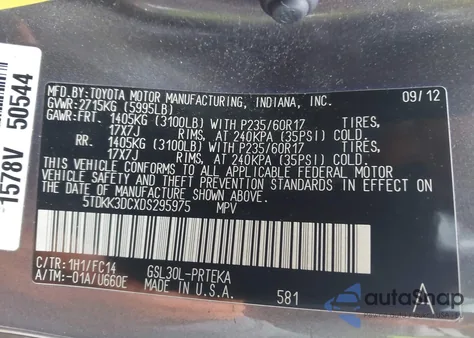 MFD.BY:TOYOTA MOTOR MANUFACTURING, INDIANA, INC. 09/12
GVWR:2715KG (5995LB)
GAWR:FRT. 1405KG (3100LB) WITH P235/60R17 TIRES,
17X7J RIMS, AT 240KPA (35PSI) COLD.
RR. 1405KG (3100LB) WITH P235/60R17 TIRES,
17X7J RIMS, AT 240KPA (35PSI) COLD.
THIS VEHICLE CONFORMS TO ALL APPLICABLE FEDERAL MOTOR
VEHICLE SAFETY AND THEFT PREVENTION STANDARDS IN EFFECT ON
THE DATE OF MANUFACTURE SHOWN ABOVE.
5TDKK3DCXDS295975 MPV
C/TR:1H1/FC14 GSL30L-PRTEKA
A/TM:-01A/U660E MADE IN U.S.A. 581 A
1578V 50544
autoSnap